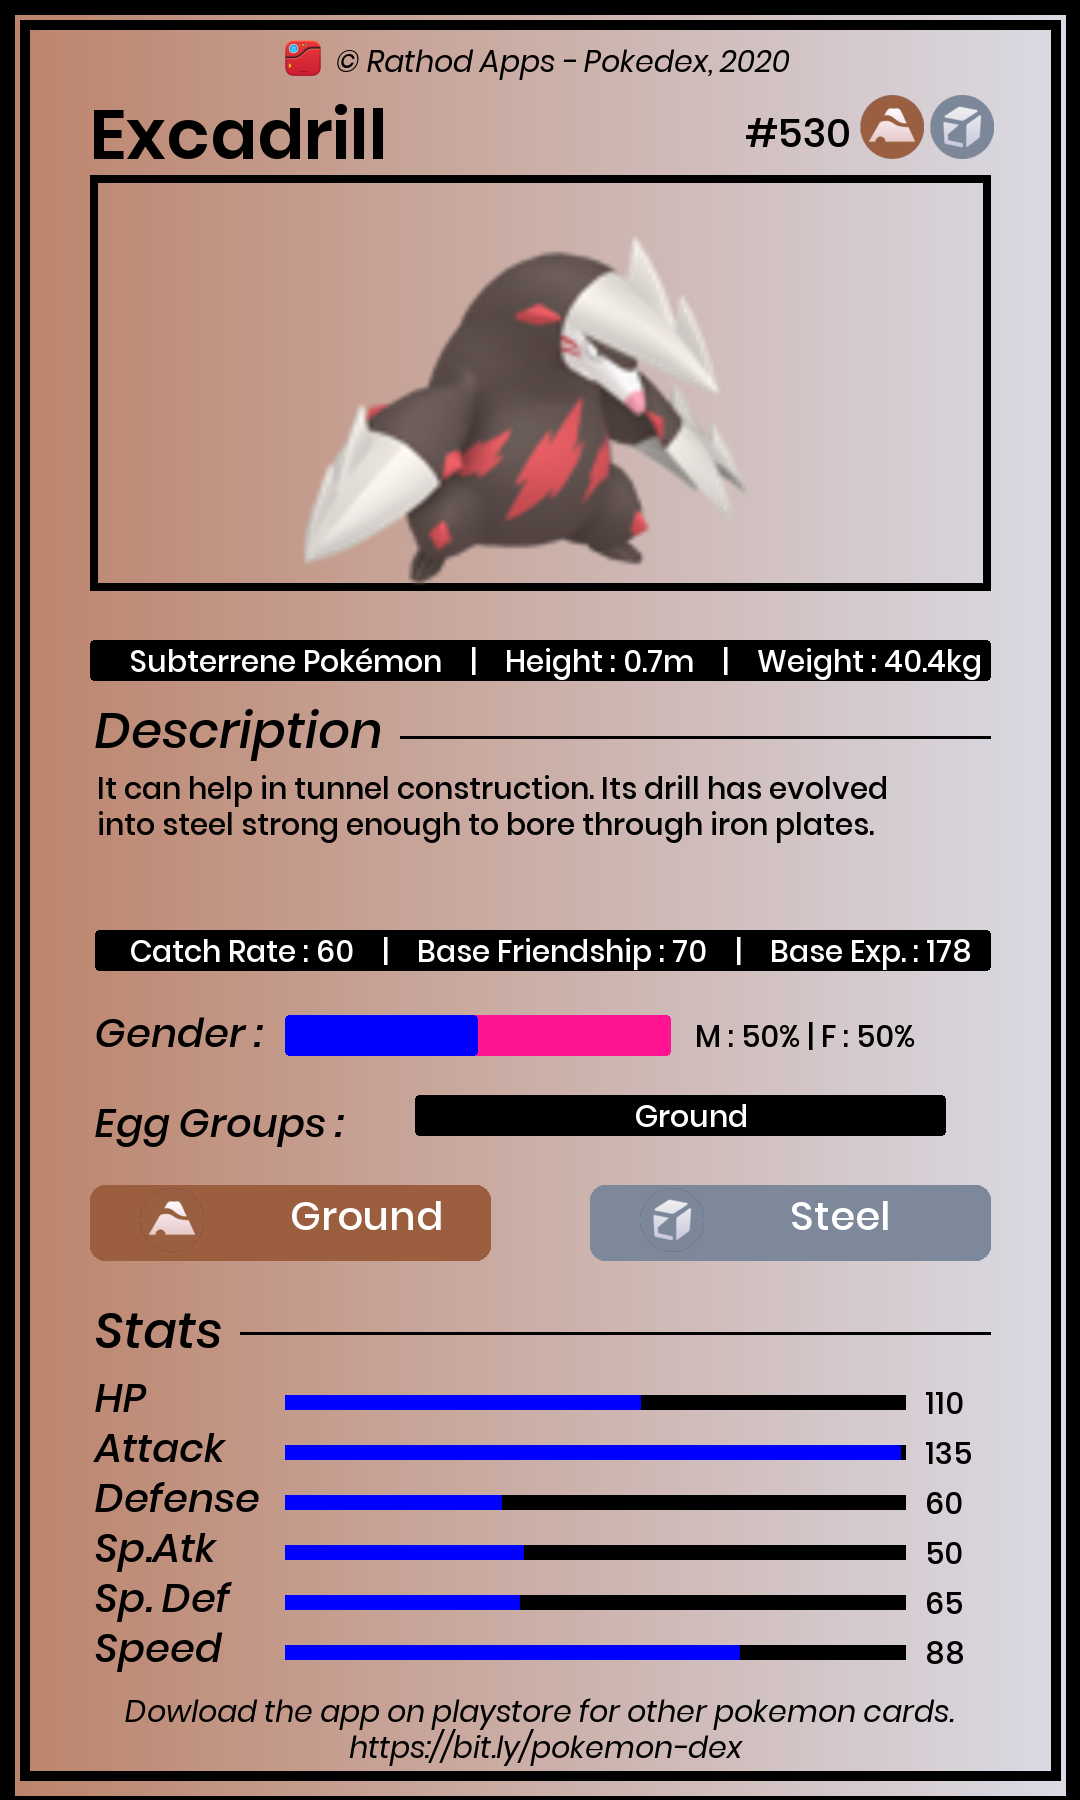 © Rathod Apps - Pokedex, 2020
Excadrill #530
Subterrene Pokémon | Height : 0.7m | Weight : 40.4kg
Description
It can help in tunnel construction. Its drill has evolved
into steel strong enough to bore through iron plates.
Catch Rate : 60 | Base Friendship : 70 | Base Exp. : 178
Gender : M : 50% | F : 50%
Egg Groups : Ground
Ground Steel
Stats
HP 110
Attack 135
Defense 60
Sp.Atk 50
Sp. Def 65
Speed 88
Dowload the app on playstore for other pokemon cards.
https://bit.ly/pokemon-dex